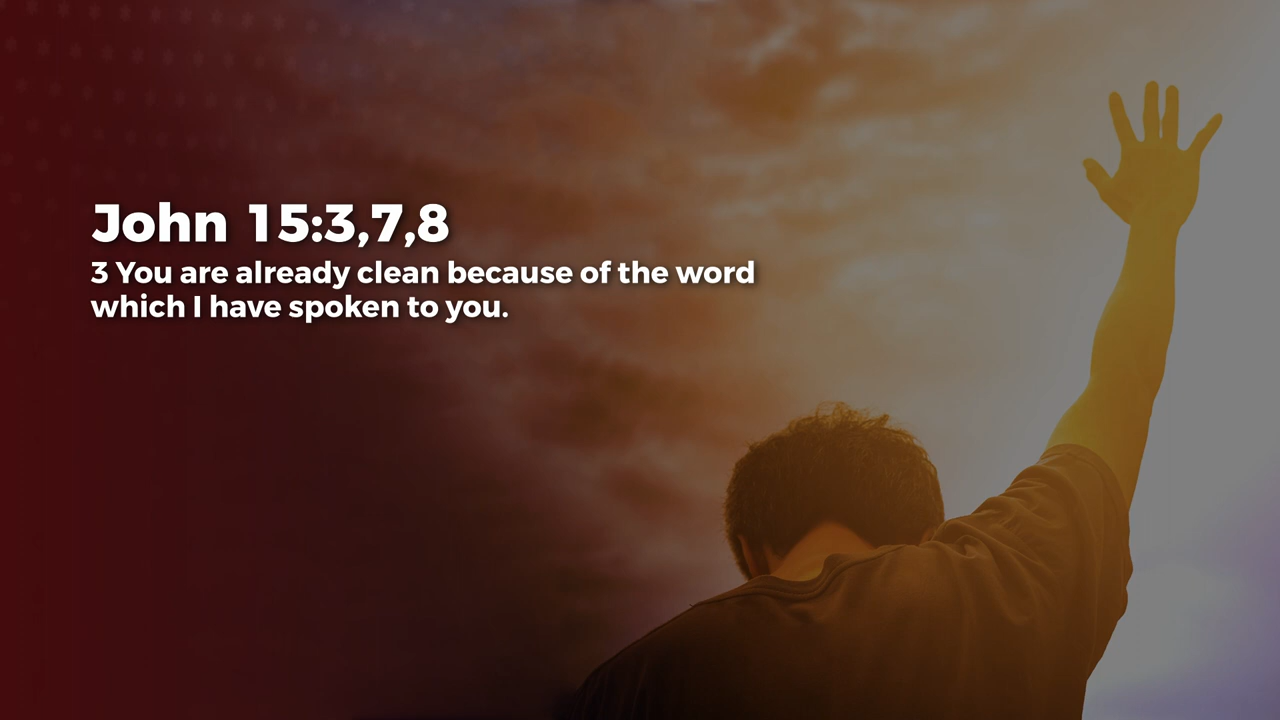 John 15:3,7,8
3 You are already clean because of the word
which I have spoken to you.